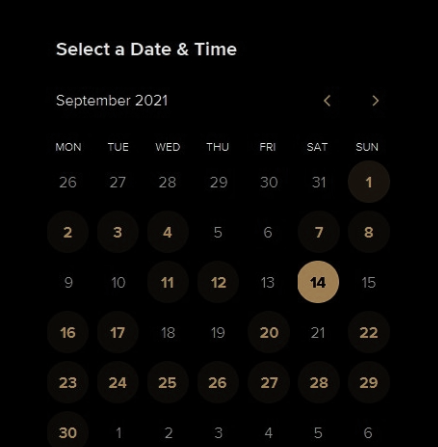 Select a Date & Time
September 2021
MON TUE WED THU FRI SAT SUN
26 27 28 29 30 31 1
2 3 4 5 6 7 8
9 10 11 12 13 14 15
16 17 18 19 20 21 22
23 24 25 26 27 28 29
30 1 2 3 4 5 6